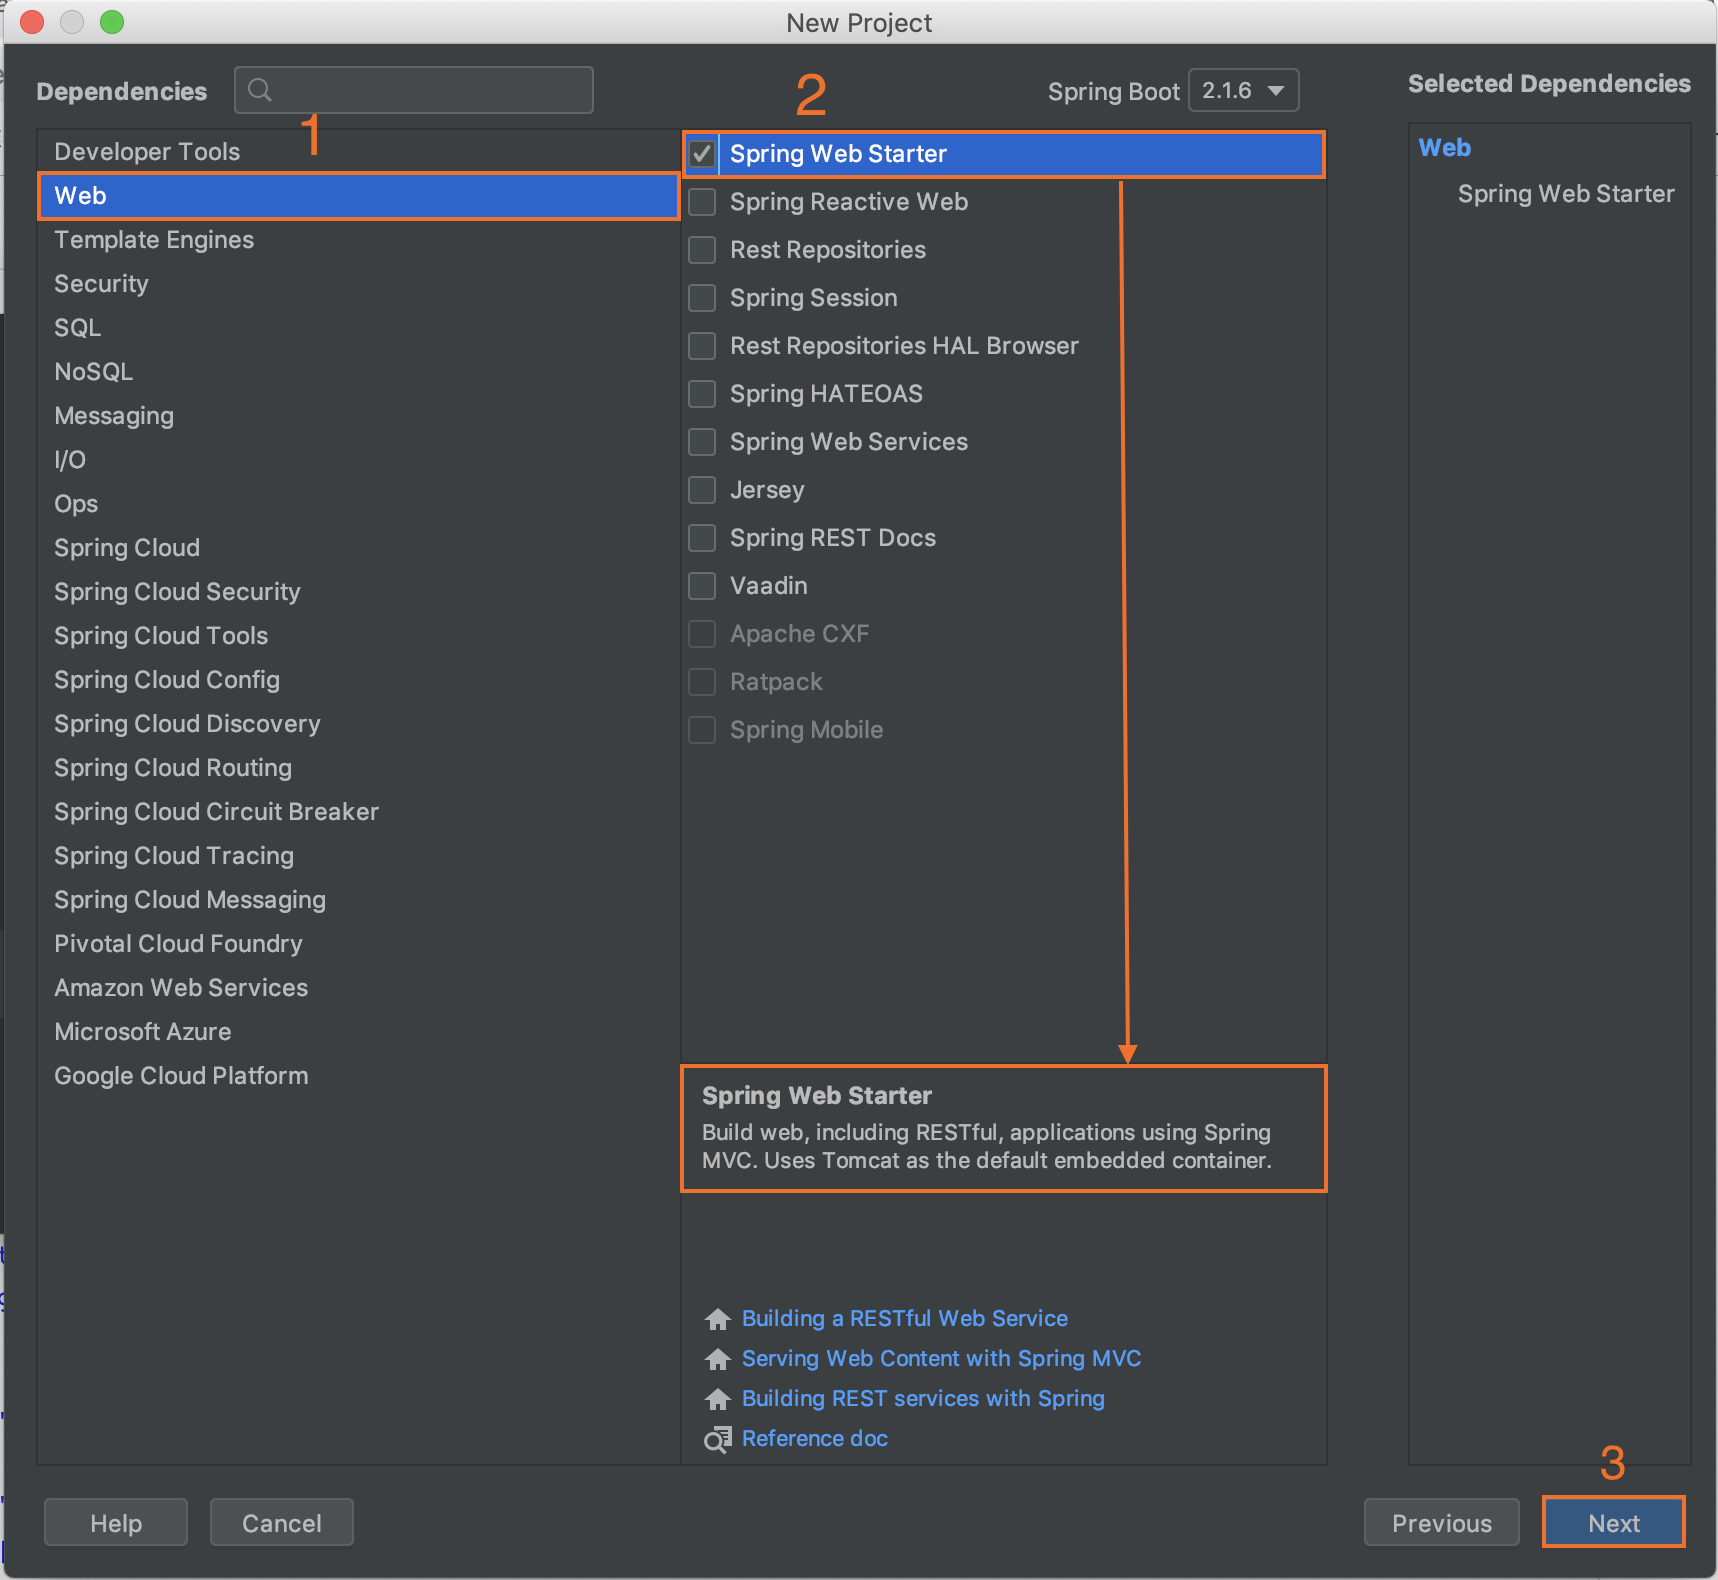 New Project
Dependencies
1
2
Spring Boot 2.1.6
Selected Dependencies
Developer Tools
Web
Template Engines
Security
SQL
NoSQL
Messaging
I/O
Ops
Spring Cloud
Spring Cloud Security
Spring Cloud Tools
Spring Cloud Config
Spring Cloud Discovery
Spring Cloud Routing
Spring Cloud Circuit Breaker
Spring Cloud Tracing
Spring Cloud Messaging
Pivotal Cloud Foundry
Amazon Web Services
Microsoft Azure
Google Cloud Platform
Spring Web Starter
Spring Reactive Web
Rest Repositories
Spring Session
Rest Repositories HAL Browser
Spring HATEOAS
Spring Web Services
Jersey
Spring REST Docs
Vaadin
Apache CXF
Ratpack
Spring Mobile
Spring Web Starter
Build web, including RESTful, applications using Spring
MVC. Uses Tomcat as the default embedded container.
Building a RESTful Web Service
Serving Web Content with Spring MVC
Building REST services with Spring
Reference doc
Web
Spring Web Starter
3
Help
Cancel
Previous
Next